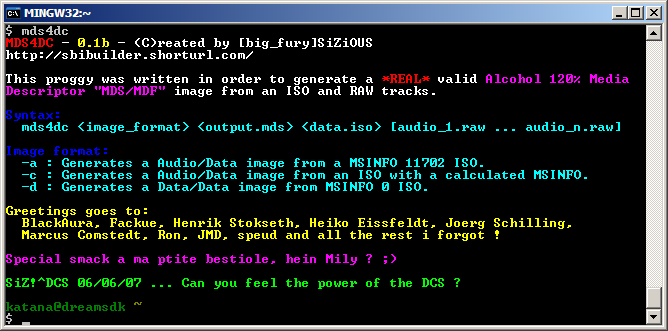 MINGW32:~
$ mds4dc
MDS4DC - 0.1b - (C)reated by [big_fury]SiZiOUS
http://sbibuilder.shorturl.com/
This proggy was written in order to generate a *REAL* valid Alcohol 120% Media
Descriptor "MDS/MDF" image from an ISO and RAW tracks.
Syntax:
mds4dc <image_format> <output.mds> <data.iso> [audio_1.raw ... audio_n.raw]
Image format:
-a : Generates a Audio/Data image from a MSINFO 11702 ISO.
-c : Generates a Audio/Data image from an ISO with a calculated MSINFO.
-d : Generates a Data/Data image from MSINFO 0 ISO.
Greetings goes to:
BlackAura, Fackue, Henrik Stokseth, Heiko Eissfeldt, Joerg Schilling,
Marcus Comstedt, Ron, JMD, speud and all the rest i forgot !
Special smack a ma ptite bestiole, hein Mily ? ;)
SiZ!^DCS 06/06/07 ... Can you feel the power of the DCS ?
katana@dreamsdk ~
$